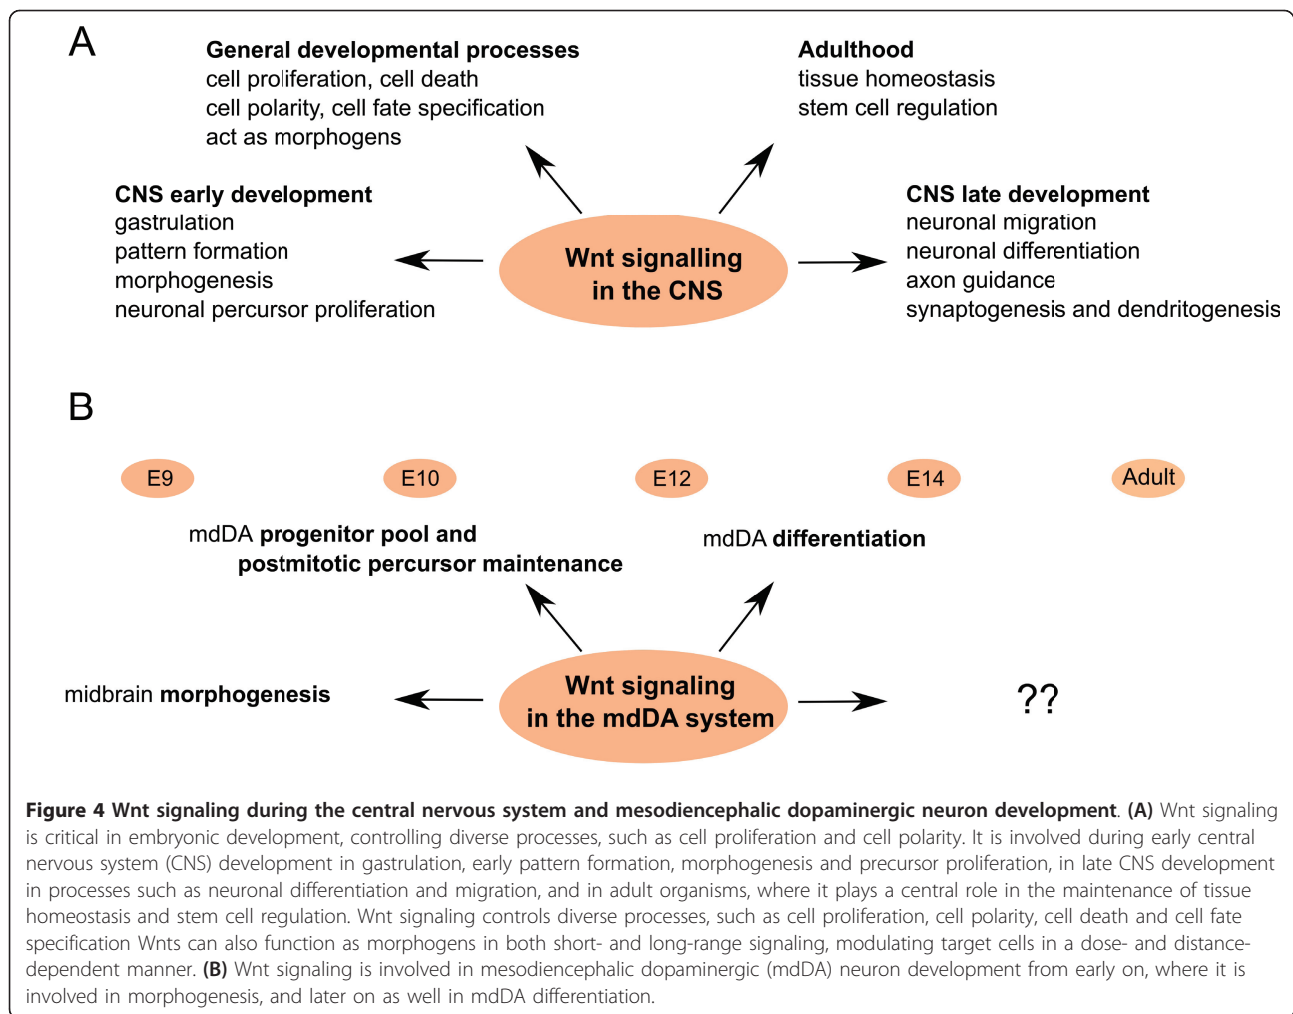 A
General developmental processes
cell proliferation, cell death
cell polarity, cell fate specification
act as morphogens
Adulthood
tissue homeostasis
stem cell regulation
CNS early development
gastrulation
pattern formation
morphogenesis
neuronal percursor proliferation
Wnt signalling
in the CNS
CNS late development
neuronal migration
neuronal differentiation
axon guidance
synaptogenesis and dendritogenesis
B
E9
E10
E12
E14
Adult
mdDA progenitor pool and
postmitotic percursor maintenance
mdDA differentiation
midbrain morphogenesis
Wnt signaling
in the mdDA system
??
Figure 4 Wnt signaling during the central nervous system and mesodiencephalic dopaminergic neuron development. (A) Wnt signaling
is critical in embryonic development, controlling diverse processes, such as cell proliferation and cell polarity. It is involved during early central
nervous system (CNS) development in gastrulation, early pattern formation, morphogenesis and precursor proliferation, in late CNS development
in processes such as neuronal differentiation and migration, and in adult organisms, where it plays a central role in the maintenance of tissue
homeostasis and stem cell regulation. Wnt signaling controls diverse processes, such as cell proliferation, cell polarity, cell death and cell fate
specification Wnts can also function as morphogens in both short- and long-range signaling, modulating target cells in a dose- and distance-
dependent manner. (B) Wnt signaling is involved in mesodiencephalic dopaminergic (mdDA) neuron development from early on, where it is
involved in morphogenesis, and later on as well in mdDA differentiation.